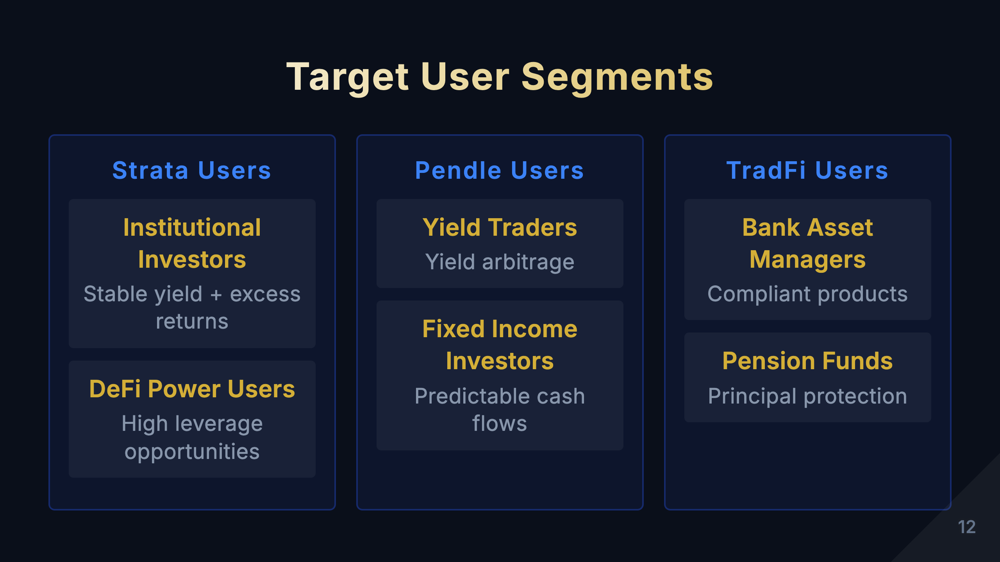 Target User Segments
Strata Users
Institutional
Investors
Stable yield + excess
returns
DeFi Power Users
High leverage
opportunities
Pendle Users
Yield Traders
Yield arbitrage
Fixed Income
Investors
Predictable cash
flows
TradFi Users
Bank Asset
Managers
Compliant products
Pension Funds
Principal protection
12